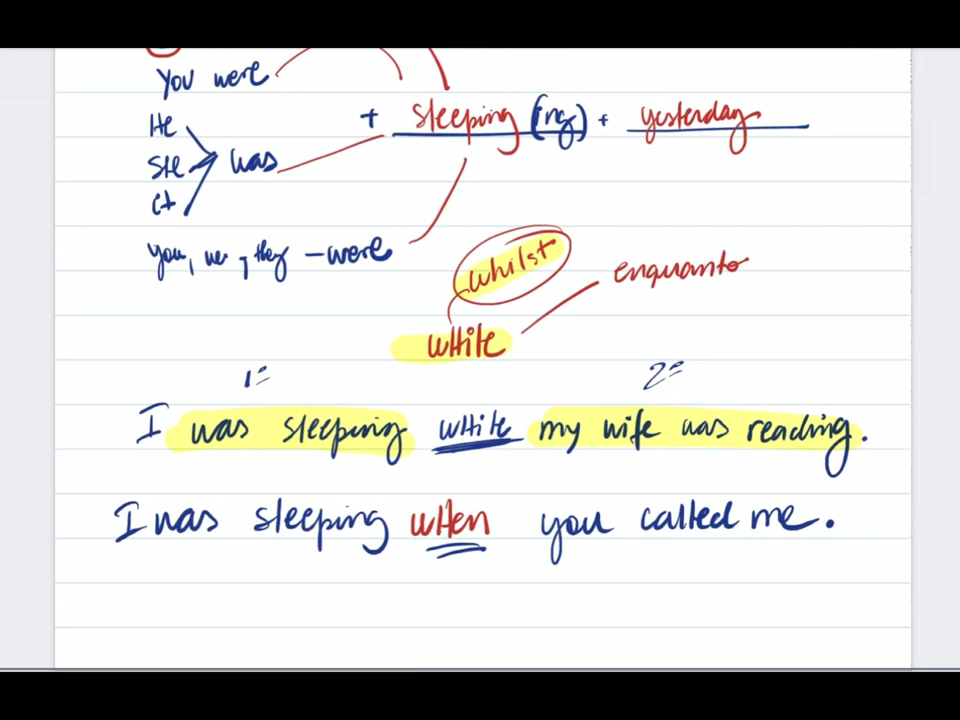 You were
He
She was + sleeping (ing) + yesterday
It
you, we, they - were
whilst
enquanto
while
1º 2º
I was sleeping while my wife was reading.
I was sleeping when you called me.